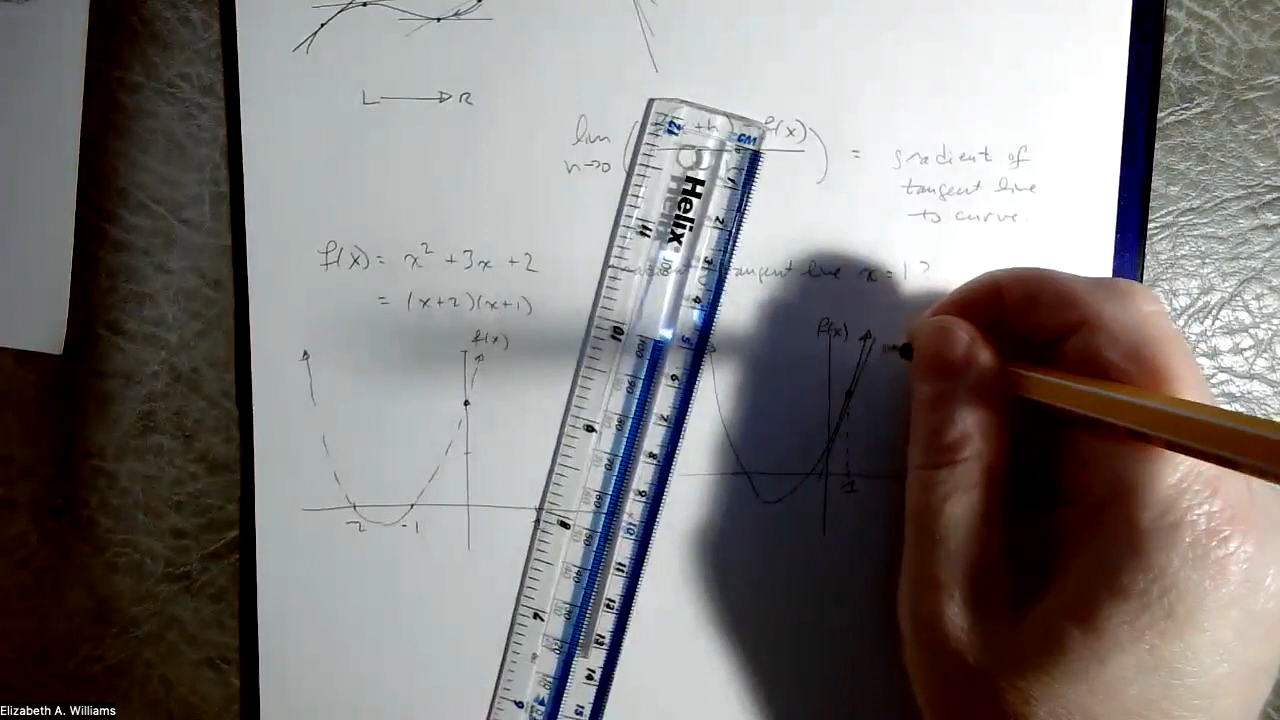 L → R
lim
h→0
+h) f(x))
= gradient of
tangent line
to curve.
f(x) = x² + 3x + 2
tangent line x = 1?
= (x+2)(x+1)
f(x)
f(x)
-2 -1
1
Helix
CM
Elizabeth A. Williams